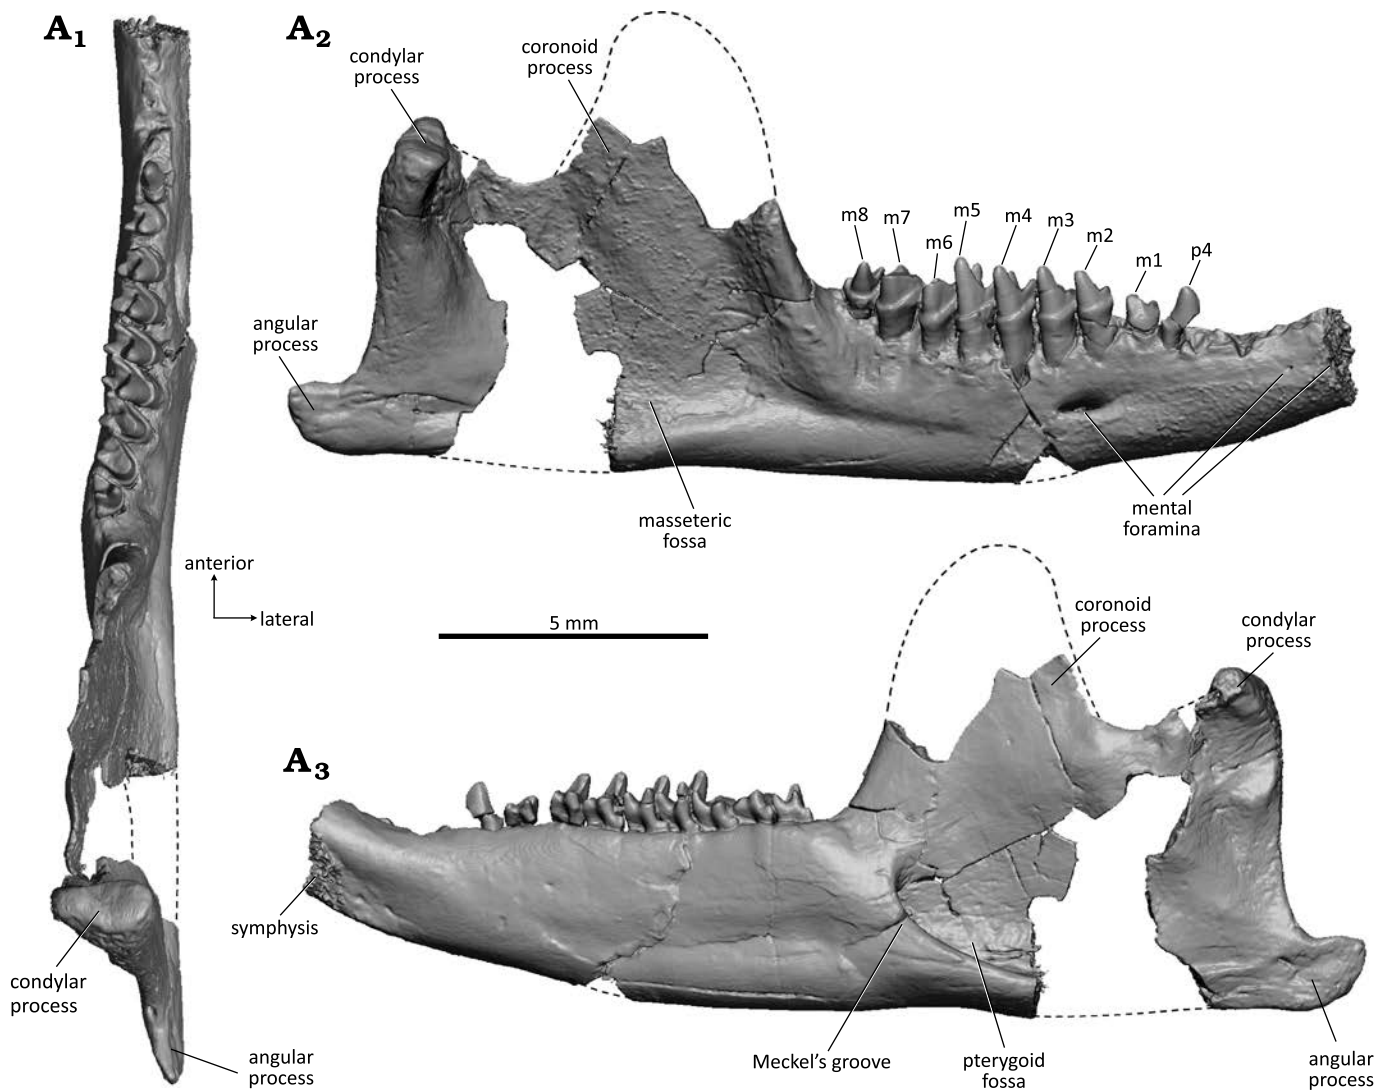 A1
A2
condylar
process
coronoid
process
m8
m7
m6
m5
m4
m3
m2
m1
p4
angular
process
masseteric
fossa
mental
foramina
anterior
lateral
5 mm
A3
coronoid
process
condylar
process
symphysis
condylar
process
angular
process
Meckel’s groove
pterygoid
fossa
angular
process